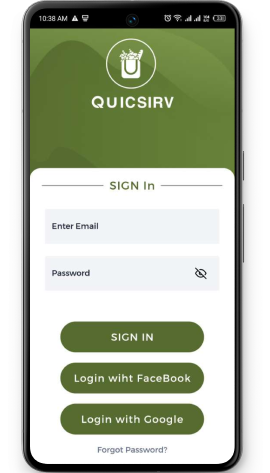 10:38 AM
QUICSIRV
SIGN In
Enter Email
Password
SIGN IN
Login wiht FaceBook
Login with Google
Forgot Password?